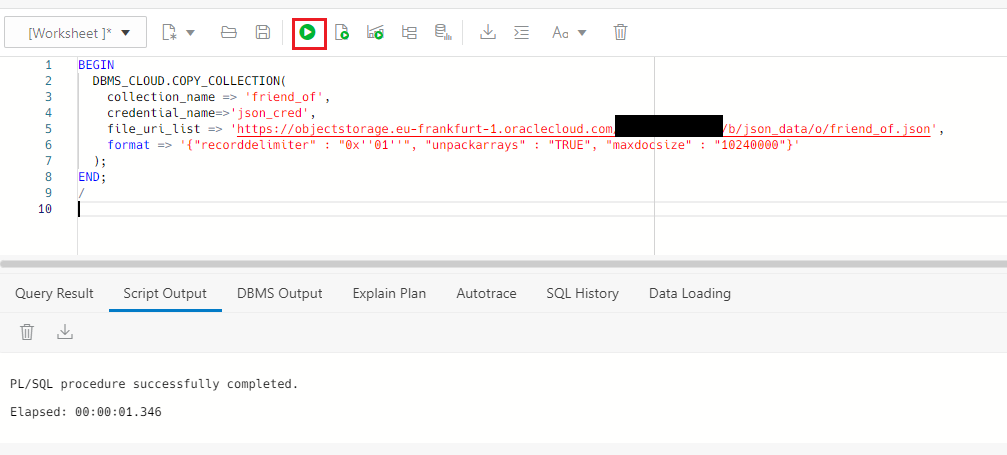 [Worksheet ]*
Aa
1 BEGIN
2 DBMS_CLOUD.COPY_COLLECTION(
3 collection_name => 'friend_of',
4 credential_name=>'json_cred',
5 file_uri_list => 'https://objectstorage.eu-frankfurt-1.oraclecloud.com/b/json_data/o/friend_of.json',
6 format => '{"recorddelimiter" : "0x''01''", "unpackarrays" : "TRUE", "maxdocsize" : "10240000"}'
7 );
8 END;
9 /
10
Query Result Script Output DBMS Output Explain Plan Autotrace SQL History Data Loading
PL/SQL procedure successfully completed.
Elapsed: 00:00:01.346